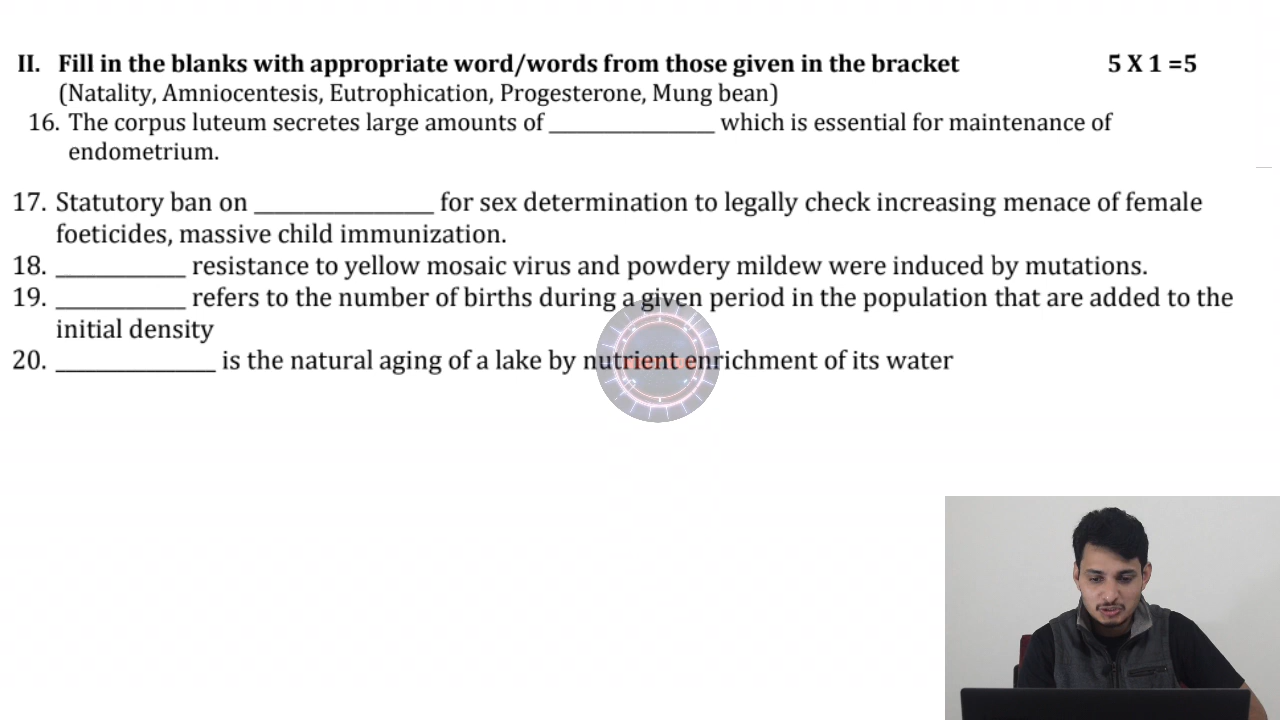 II. Fill in the blanks with appropriate word/words from those given in the bracket 5 X 1 =5
(Natality, Amniocentesis, Eutrophication, Progesterone, Mung bean)
16. The corpus luteum secretes large amounts of ______________ which is essential for maintenance of
endometrium.
17. Statutory ban on ______________ for sex determination to legally check increasing menace of female
foeticides, massive child immunization.
18. ___________ resistance to yellow mosaic virus and powdery mildew were induced by mutations.
19. ___________ refers to the number of births during a given period in the population that are added to the
initial density
20. _____________ is the natural aging of a lake by nutrient enrichment of its water